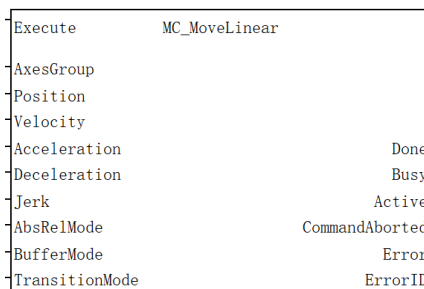 Execute MC_MoveLinear
AxesGroup
Position
Velocity
Acceleration Done
Deceleration Busy
Jerk Active
AbsRelMode CommandAborted
BufferMode Error
TransitionMode ErrorID